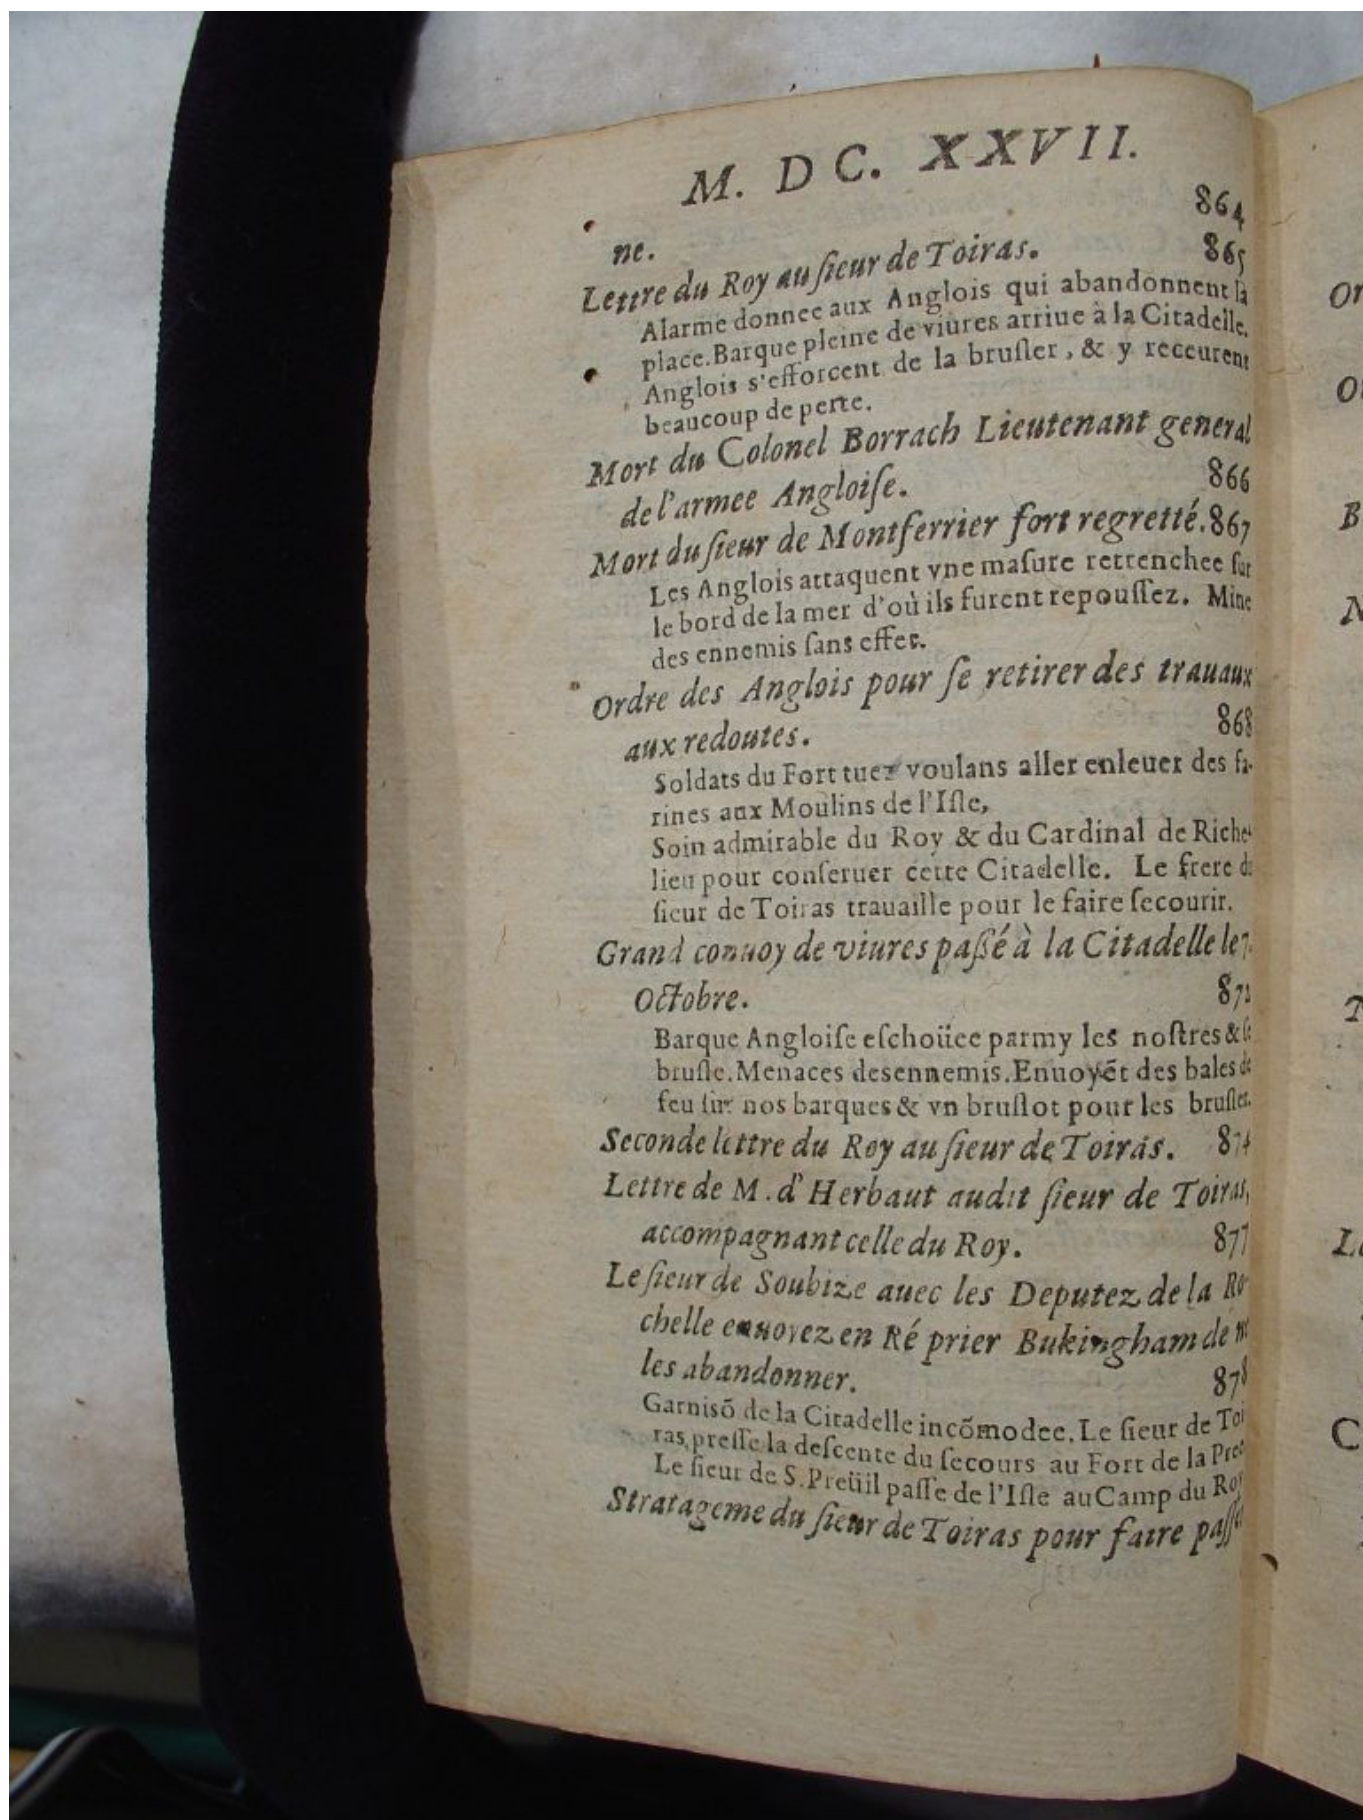 M. DC. XXVII.
ne. 864
Lettre du Roy au ſieur de Toiras. 865
Alarme donnee aux Anglois qui abandonnent la
place. Barque pleine de viures arriue à la Citadelle.
Anglois s'efforcent de la bruſler, & y receurent
beaucoup de perte.
Mort du Colonel Borrach Lieutenant general
de l'armee Angloiſe. 866
Mort du ſieur de Montferrier fort regretté. 867
Les Anglois attaquent vne maſure retrenchee ſur
le bord de la mer d'où ils furent repouſſez. Mine
des ennemis ſans effet.
Ordre des Anglois pour ſe retirer des trauaux
aux redoutes. 868
Soldats du Fort tuez voulans aller enleuer des fa-
rines aux Moulins de l'Iſle,
Soin admirable du Roy & du Cardinal de Riche-
lieu pour conſeruer cette Citadelle. Le frere du
ſieur de Toiras trauaille pour le faire ſecourir.
Grand conuoy de viures paßé à la Citadelle le 7.
Octobre. 872
Barque Angloiſe eſchoüee parmy les noſtres & ſe
bruſle. Menaces des ennemis. Enuoyẽt des bales de
feu ſur nos barques & vn bruſlot pour les bruſler.
Seconde lettre du Roy au ſieur de Toiras. 874
Lettre de M. d'Herbaut audit ſieur de Toiras,
accompagnant celle du Roy. 877
Le ſieur de Soubize auec les Deputez de la Ro-
chelle enuoyez en Ré prier Bukingham de ne
les abandonner. 878
Garniſõ de la Citadelle incõmodee. Le ſieur de Toi-
ras preſſe la deſcente du ſecours au Fort de la Pree
Le ſieur de S. Preüil paſſe de l'Iſle au Camp du Roy
Stratageme du ſieur de Toiras pour faire paſſer